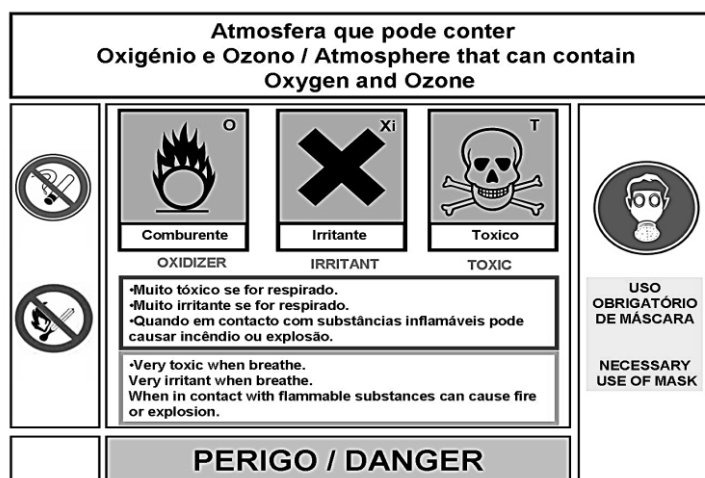 Atmosfera que pode conter
Oxigénio e Ozono / Atmosphere that can contain
Oxygen and Ozone
O
Xi
T
Comburente
Irritante
Toxico
OXIDIZER
IRRITANT
TOXIC
•Muito tóxico se for respirado.
•Muito irritante se for respirado.
•Quando em contacto com substâncias inflamáveis pode
causar incêndio ou explosão.
•Very toxic when breathe.
Very irritant when breathe.
When in contact with flammable substances can cause fire
or explosion.
USO
OBRIGATÓRIO
DE MÁSCARA
NECESSARY
USE OF MASK
PERIGO / DANGER